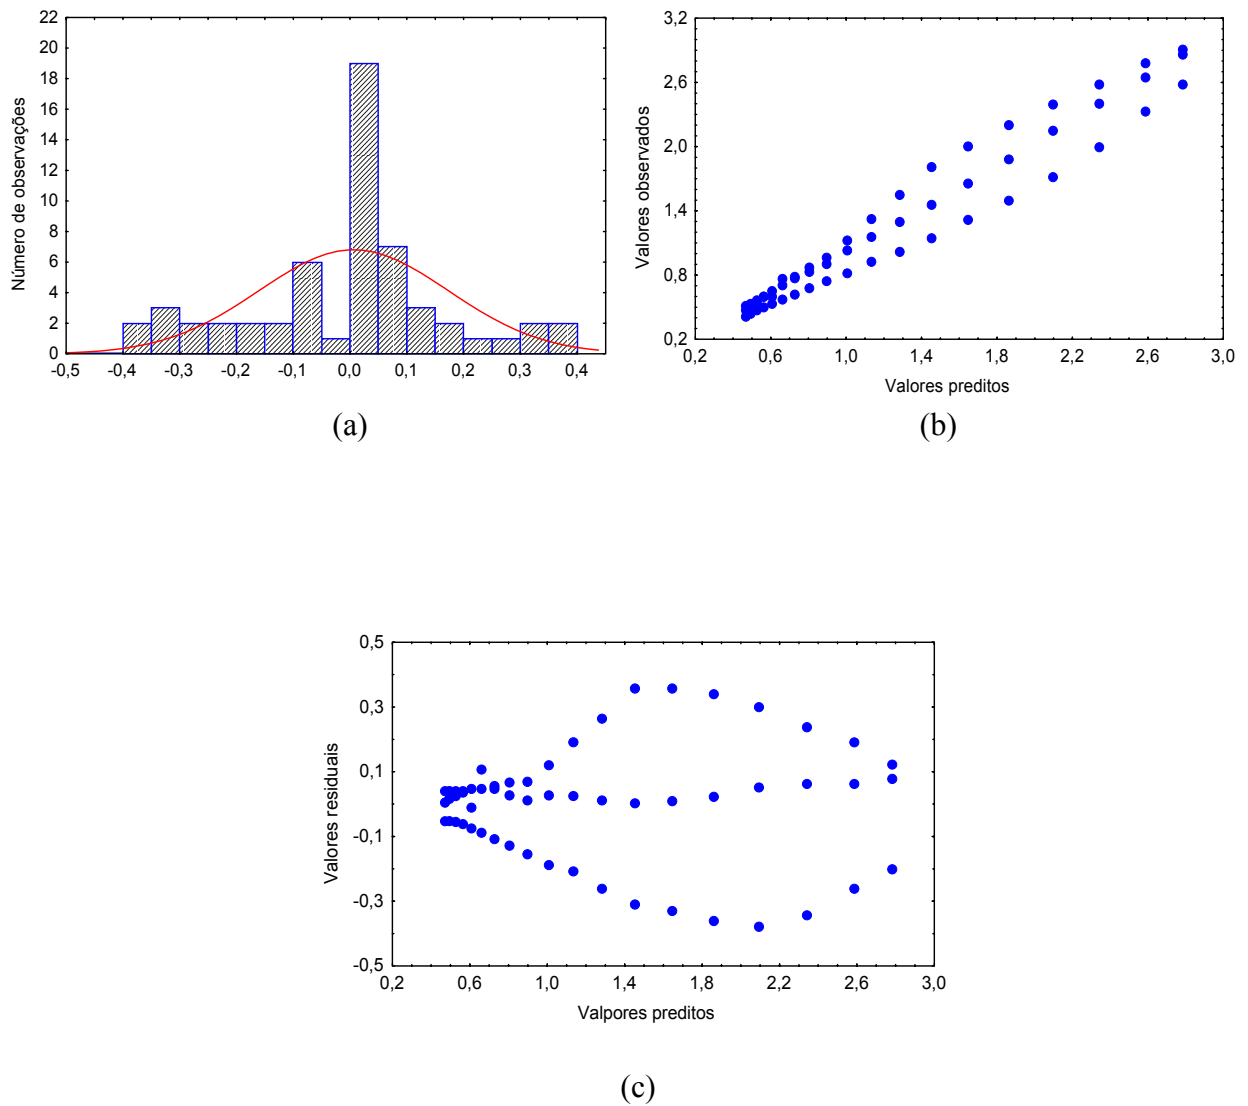 22
20
18
16
14
12
10
8
6
4
2
0
Número de observações
-0,5 -0,4 -0,3 -0,2 -0,1 0,0 0,1 0,2 0,3 0,4
(a)
3,2
2,6
2,0
1,4
0,8
0,2
Valores observados
0,2 0,6 1,0 1,4 1,8 2,2 2,6 3,0
Valores preditos
(b)
0,5
0,3
0,1
-0,1
-0,3
-0,5
Valores residuais
0,2 0,6 1,0 1,4 1,8 2,2 2,6 3,0
Valpores preditos
(c)